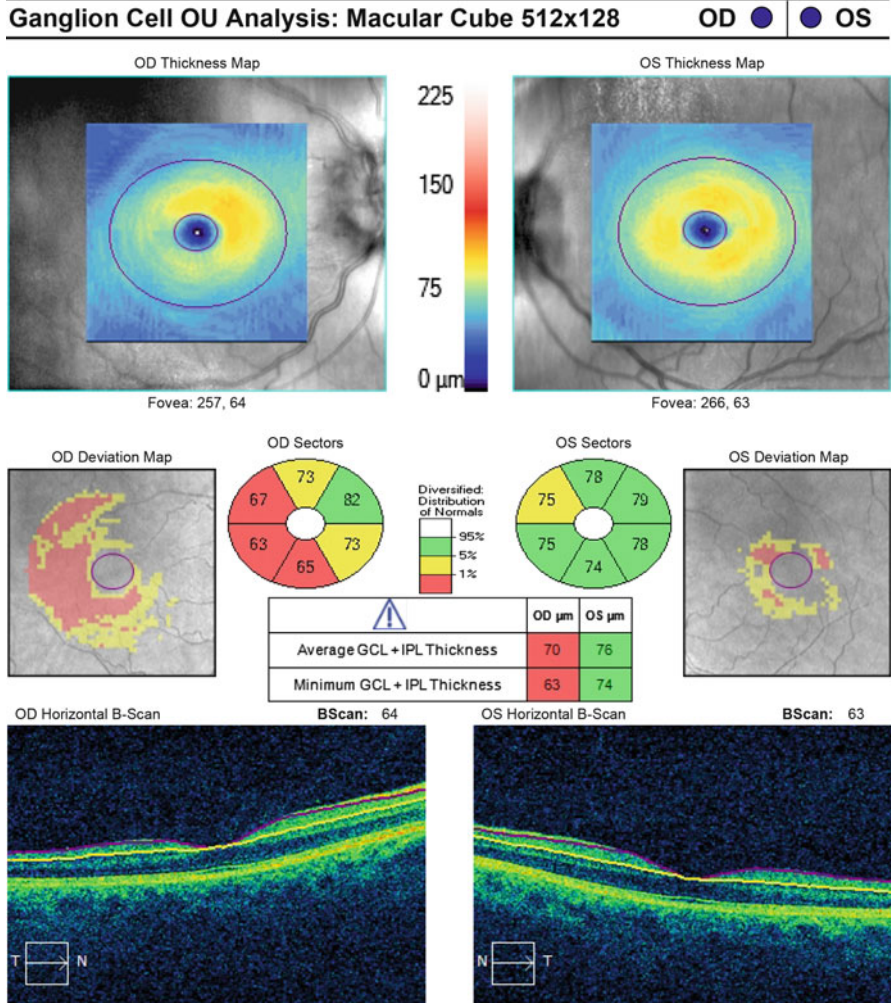 Ganglion Cell OU Analysis: Macular Cube 512x128 OD OS
OD Thickness Map
OS Thickness Map
225
150
75
0 µm
Fovea: 257, 64
Fovea: 266, 63
OD Deviation Map
OD Sectors
OS Sectors
OS Deviation Map
73
67
82
63
73
65
Diversified:
Distribution
of Normals
95%
5%
1%
78
75
79
75
78
74
OD µm OS µm
Average GCL + IPL Thickness 70 76
Minimum GCL + IPL Thickness 63 74
OD Horizontal B-Scan BScan: 64
OS Horizontal B-Scan BScan: 63
T N
N T